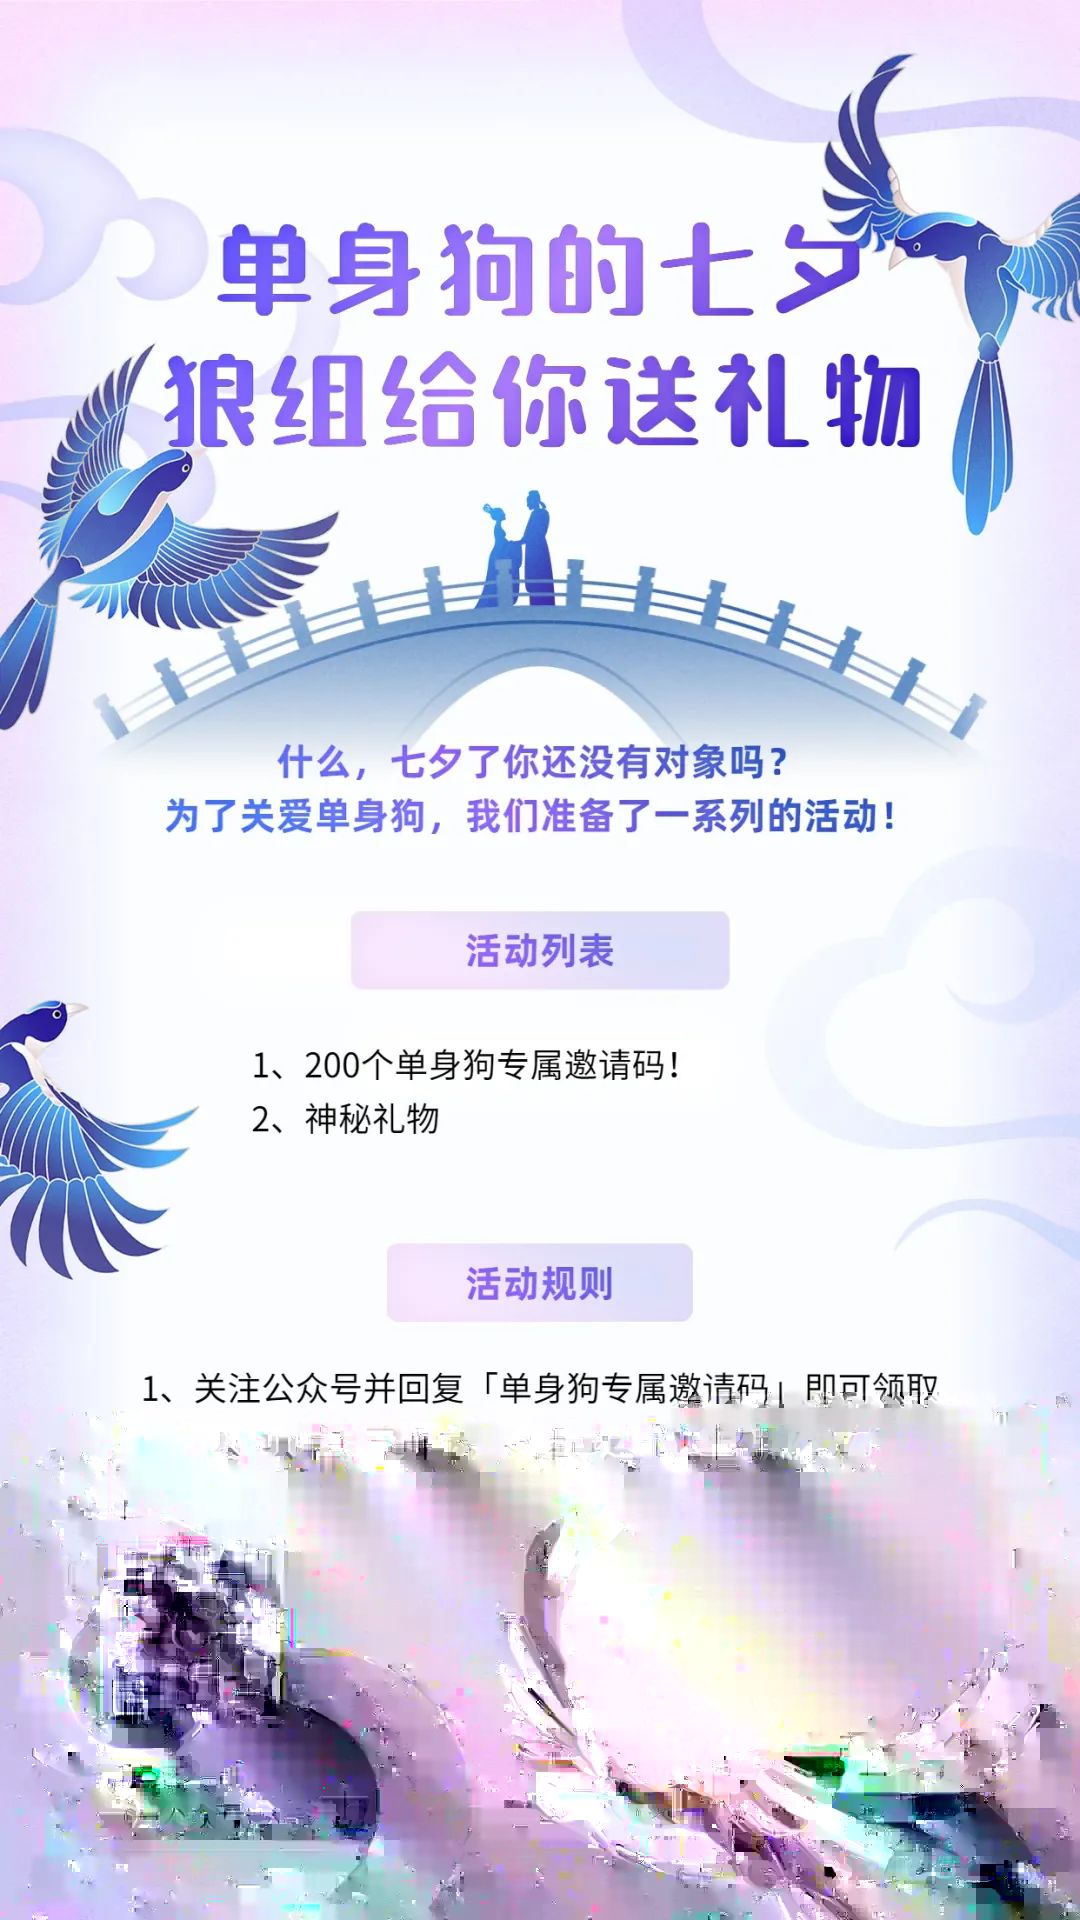 单身狗的七夕
狼组给你送礼物
什么，七夕了你还没有对象吗？
为了关爱单身狗，我们准备了一系列的活动！
活动列表
1、200个单身狗专属邀请码！
2、神秘礼物
活动规则
1、关注公众号并回复「单身狗专属邀请码」即可领取